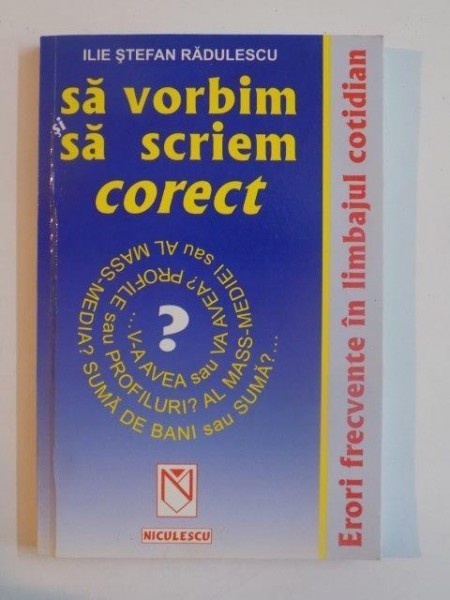 ILIE ŞTEFAN RĂDULESCU
să vorbim
și
să scriem
corect
... V-A AVEA sau VA AVEA? PROFILE sau PROFILURI? AL MASS-MEDIEI sau AL MASS-MEDIA? SUMĂ DE BANI sau SUMĂ?...
?
NICULESCU
Erori frecvente în limbajul cotidian